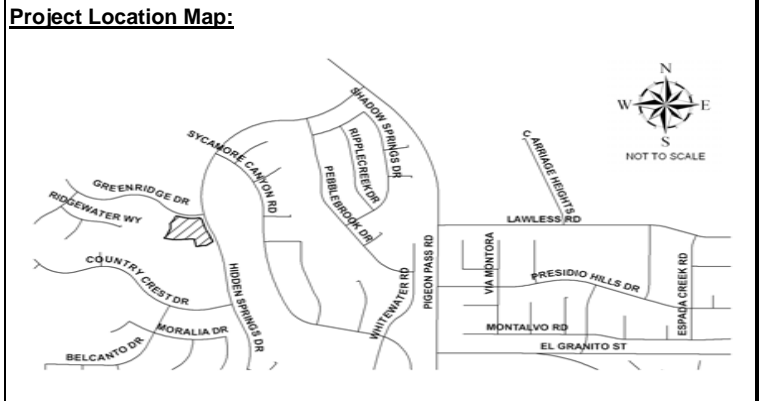 Project Location Map:
N
W
E
S
NOT TO SCALE
SHADOW SPRINGS DR
RIPPLECREEK DR
PEBBLEBROOK DR
SYCAMORE CANYON RD
GREENRIDGE DR
RIDGEWATER WY
COUNTRY CREST DR
HIDDEN SPRINGS DR
MORALIA DR
BELCANTO DR
WHITEWATER RD
PIGEON PASS RD
C ARRIAGE HEIGHTS
LAWLESS RD
VIA MONTORA
PRESIDIO HILLS DR
ESPADA CREEK RD
MONTALVO RD
EL GRANITO ST